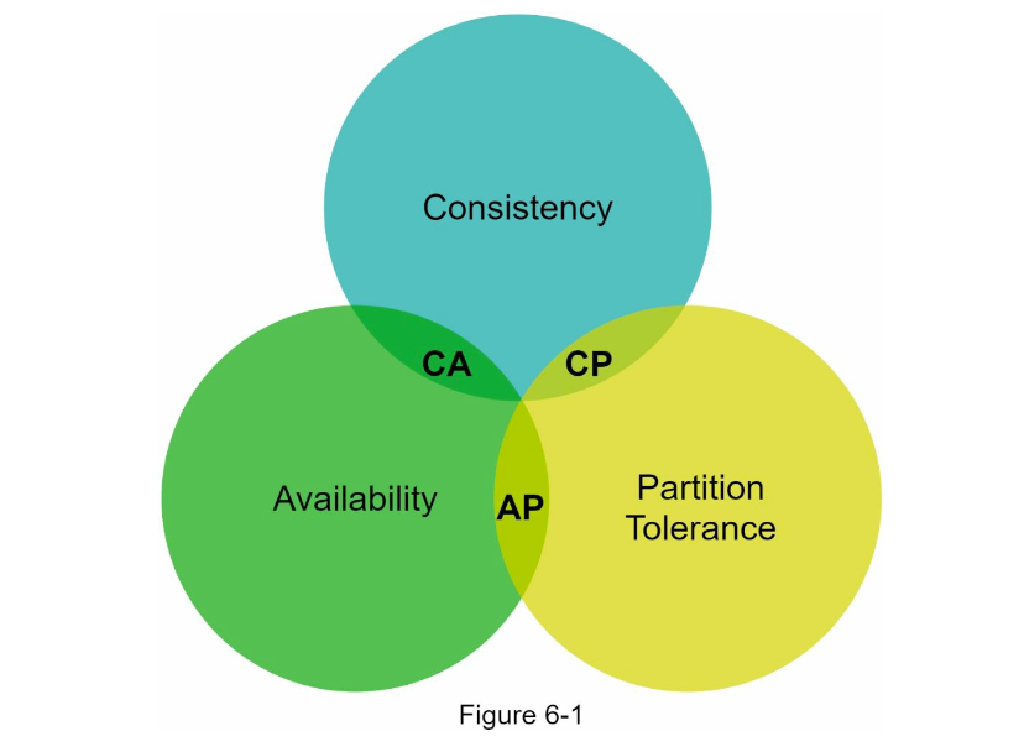 Consistency
CA
CP
Availability
AP
Partition
Tolerance
Figure 6-1